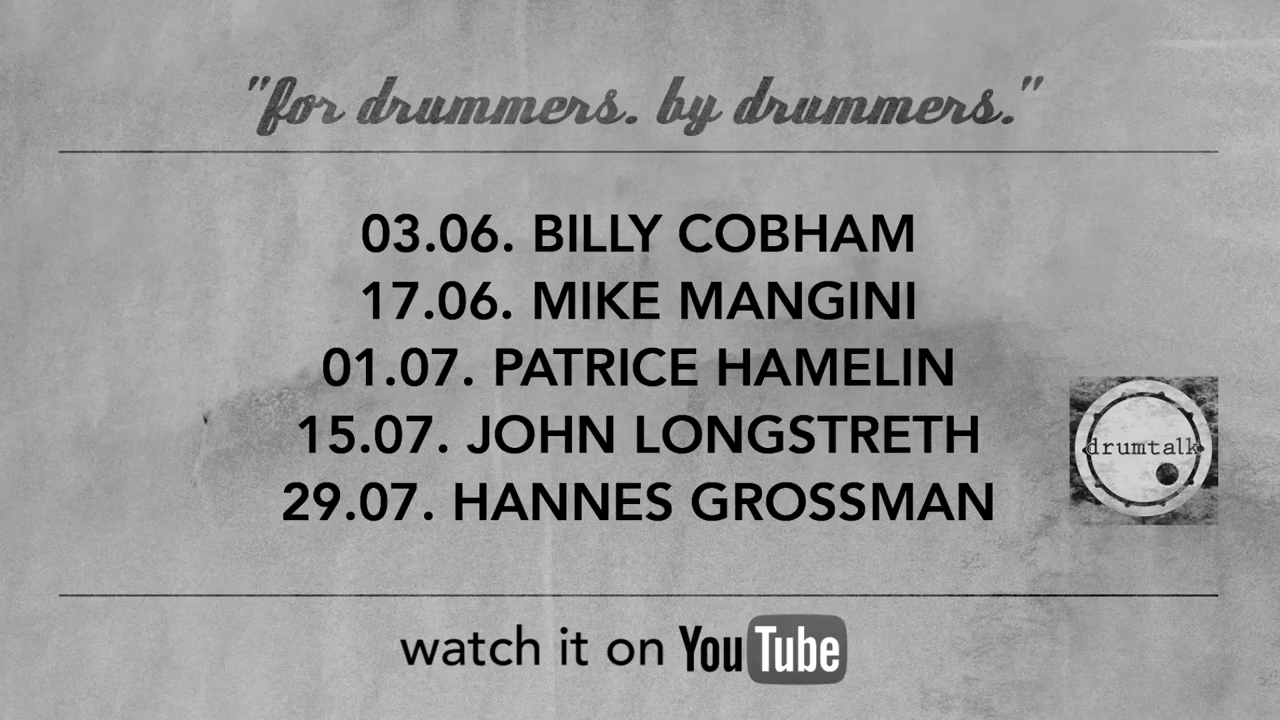 "for drummers. by drummers."
03.06. BILLY COBHAM
17.06. MIKE MANGINI
01.07. PATRICE HAMELIN
15.07. JOHN LONGSTRETH
29.07. HANNES GROSSMAN
drumtalk
watch it on YouTube